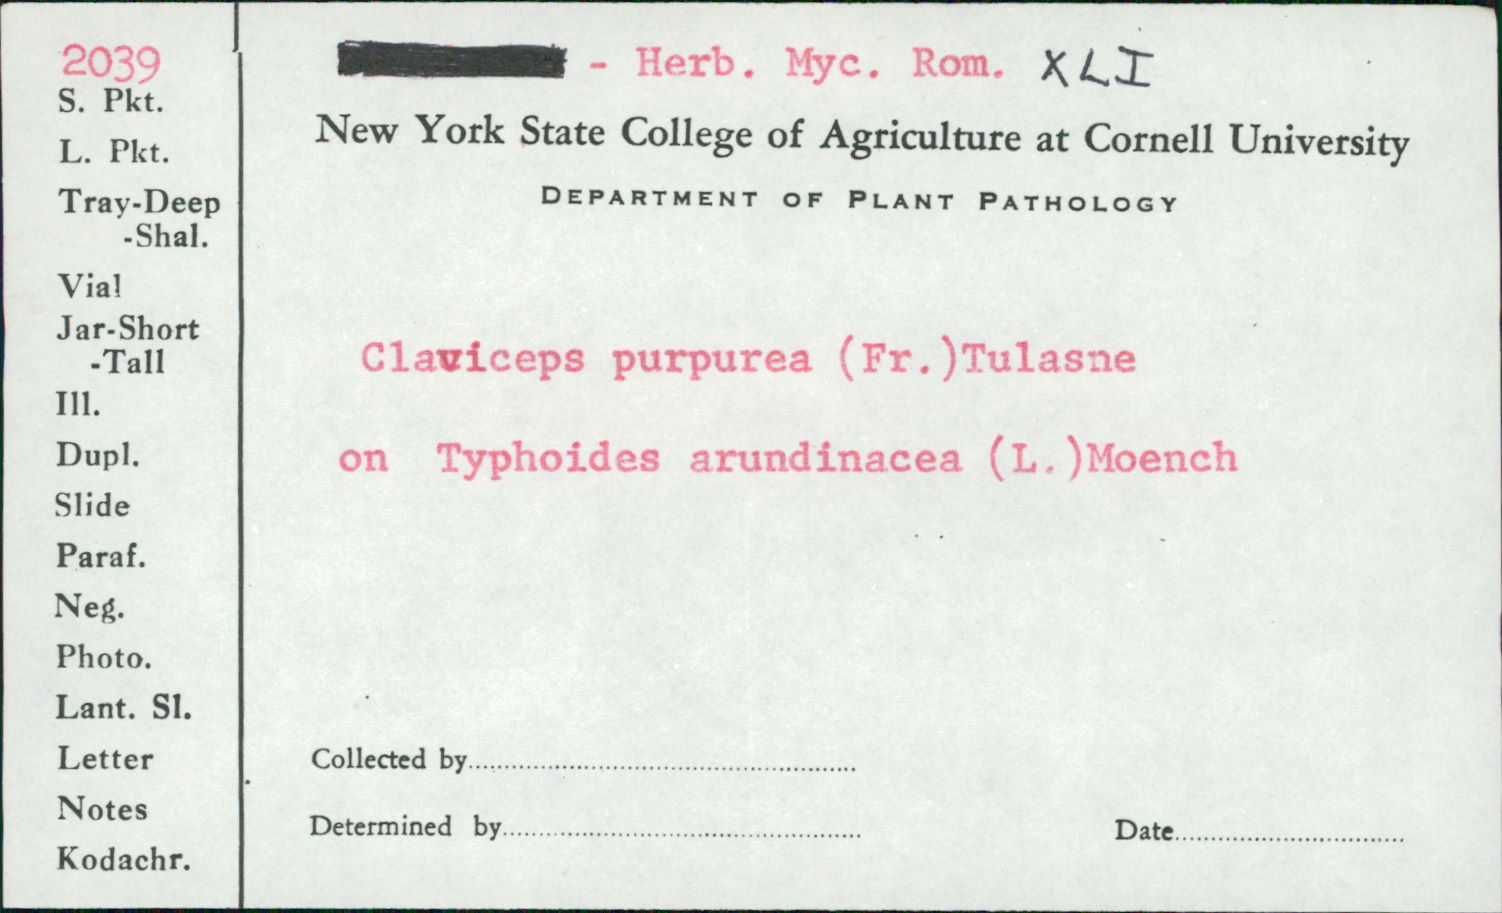 2039
S. Pkt.
L. Pkt.
Tray-Deep
-Shal.
Vial
Jar-Short
-Tall
Ill.
Dupl.
Slide
Paraf.
Neg.
Photo.
Lant. Sl.
Letter
Notes
Kodachr.
- Herb. Myc. Rom. XLI
New York State College of Agriculture at Cornell University
DEPARTMENT OF PLANT PATHOLOGY
Claviceps purpurea (Fr.)Tulasne
on Typhoides arundinacea (L.)Moench
Collected by
Determined by
Date